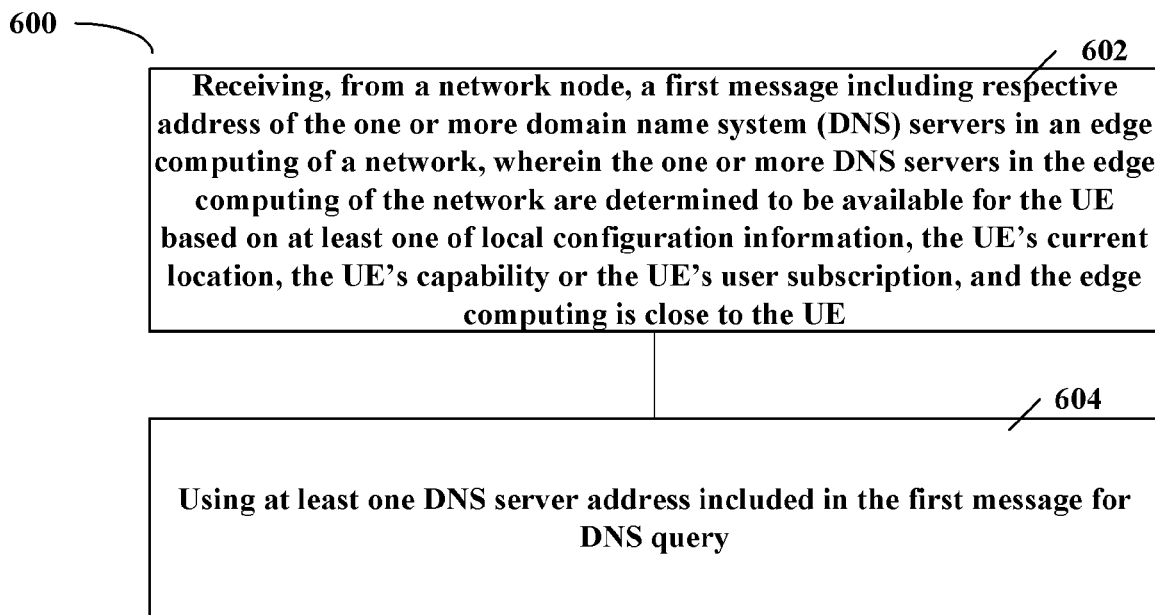 600
602
Receiving, from a network node, a first message including respective
address of the one or more domain name system (DNS) servers in an edge
computing of a network, wherein the one or more DNS servers in the edge
computing of the network are determined to be available for the UE
based on at least one of local configuration information, the UE's current
location, the UE's capability or the UE's user subscription, and the edge
computing is close to the UE
604
Using at least one DNS server address included in the first message for
DNS query